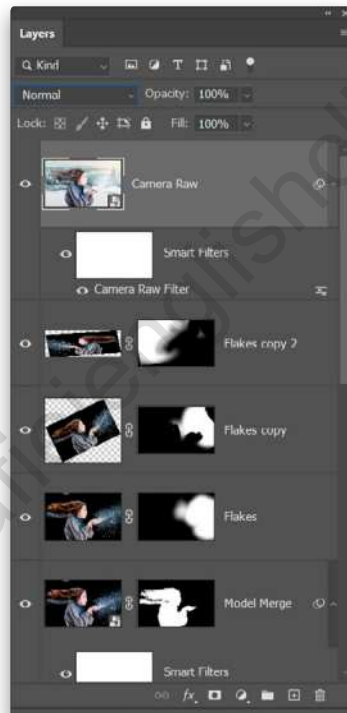 Layers
Kind
Normal Opacity: 100%
Lock: Fill: 100%
Camera Raw
Smart Filters
Camera Raw Filter
Flakes copy 2
Flakes copy
Flakes
Model Merge
Smart Filters
fx